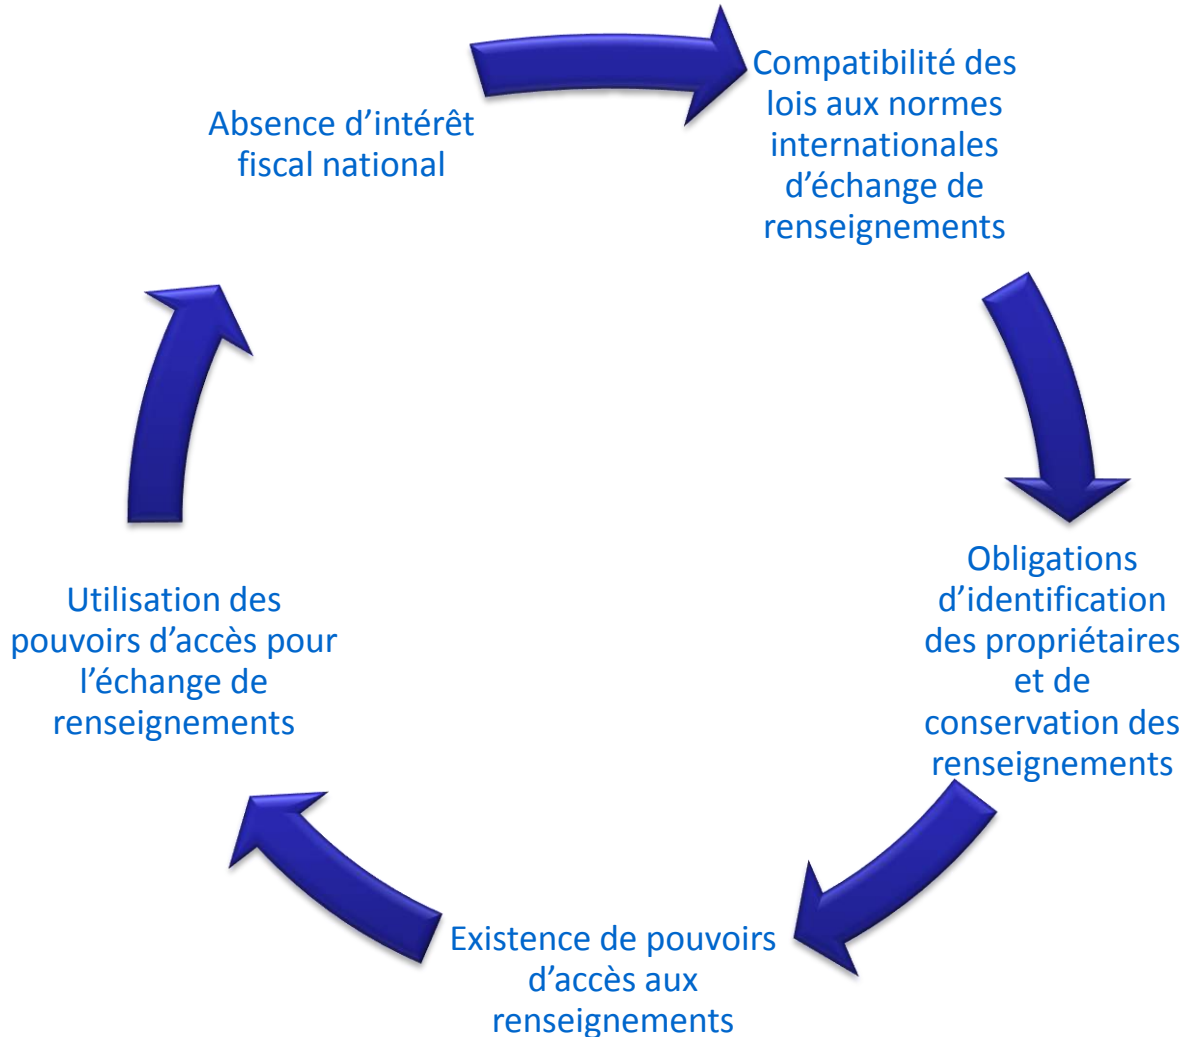 Absence d’intérêt
fiscal national
Compatibilité des
lois aux normes
internationales
d’échange de
renseignements
Obligations
d’identification
des propriétaires
et de
conservation des
renseignements
Existence de pouvoirs
d’accès aux
renseignements
Utilisation des
pouvoirs d’accès pour
l’échange de
renseignements